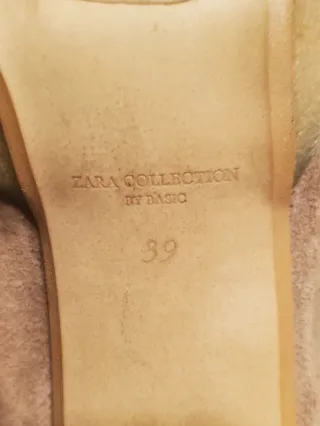 ZARA COLLECTION
BY BASIC
39